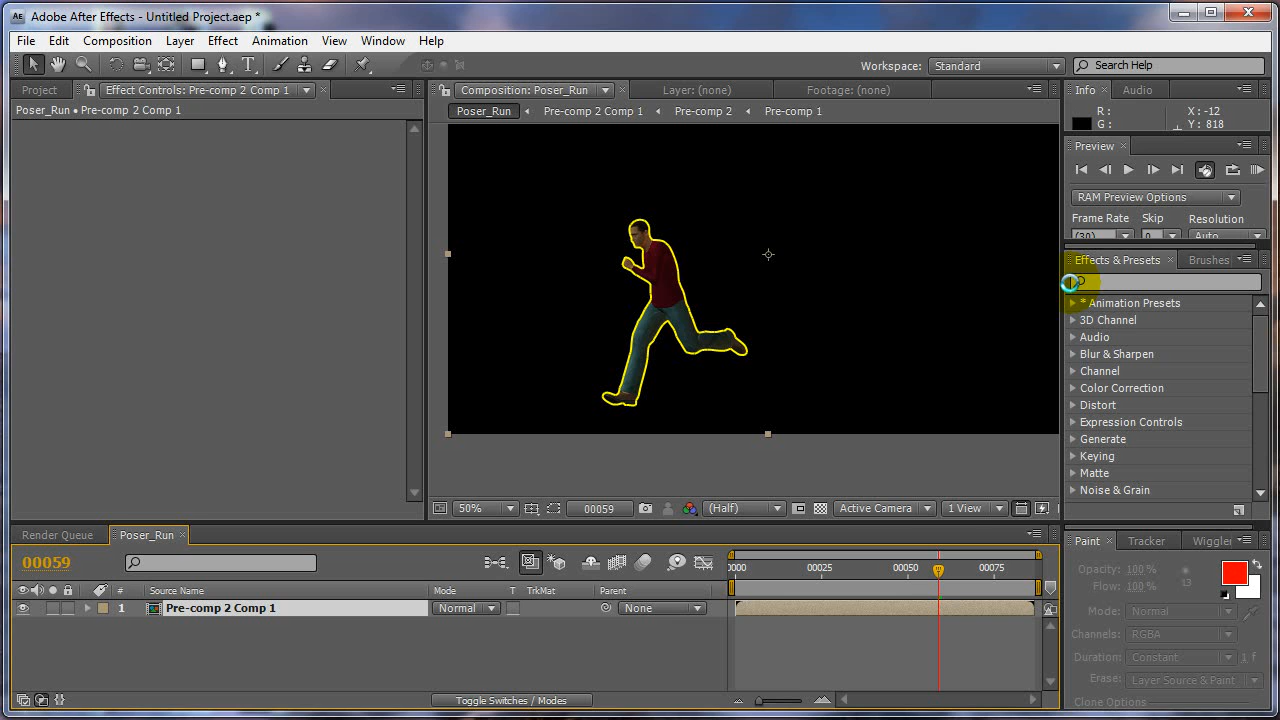 Adobe After Effects - Untitled Project.aep *
File Edit Composition Layer Effect Animation View Window Help
Workspace: Standard Search Help
Project Effect Controls: Pre-comp 2 Comp 1 Composition: Poser_Run Layer: (none) Footage: (none) Info Audio
Poser_Run • Pre-comp 2 Comp 1 Poser_Run Pre-comp 2 Comp 1 Pre-comp 2 Pre-comp 1
R: X: -12
G: Y: 818
Preview
RAM Preview Options
Frame Rate Skip Resolution
(30) 0 Auto
Effects & Presets Brushes
* Animation Presets
3D Channel
Audio
Blur & Sharpen
Channel
Color Correction
Distort
Expression Controls
Generate
Keying
Matte
Noise & Grain
50% 00059 (Half) Active Camera 1 View
Render Queue Poser_Run
00059
0000 00025 00050 00075
# Source Name Mode T TrkMat Parent
1 Pre-comp 2 Comp 1 Normal None
Toggle Switches / Modes
Paint Tracker Wiggler
Opacity: 100 %
Flow: 100 % 13
Mode: Normal
Channels: RGBA
Duration: Constant 1 f
Erase: Layer Source & Paint
Clone Options